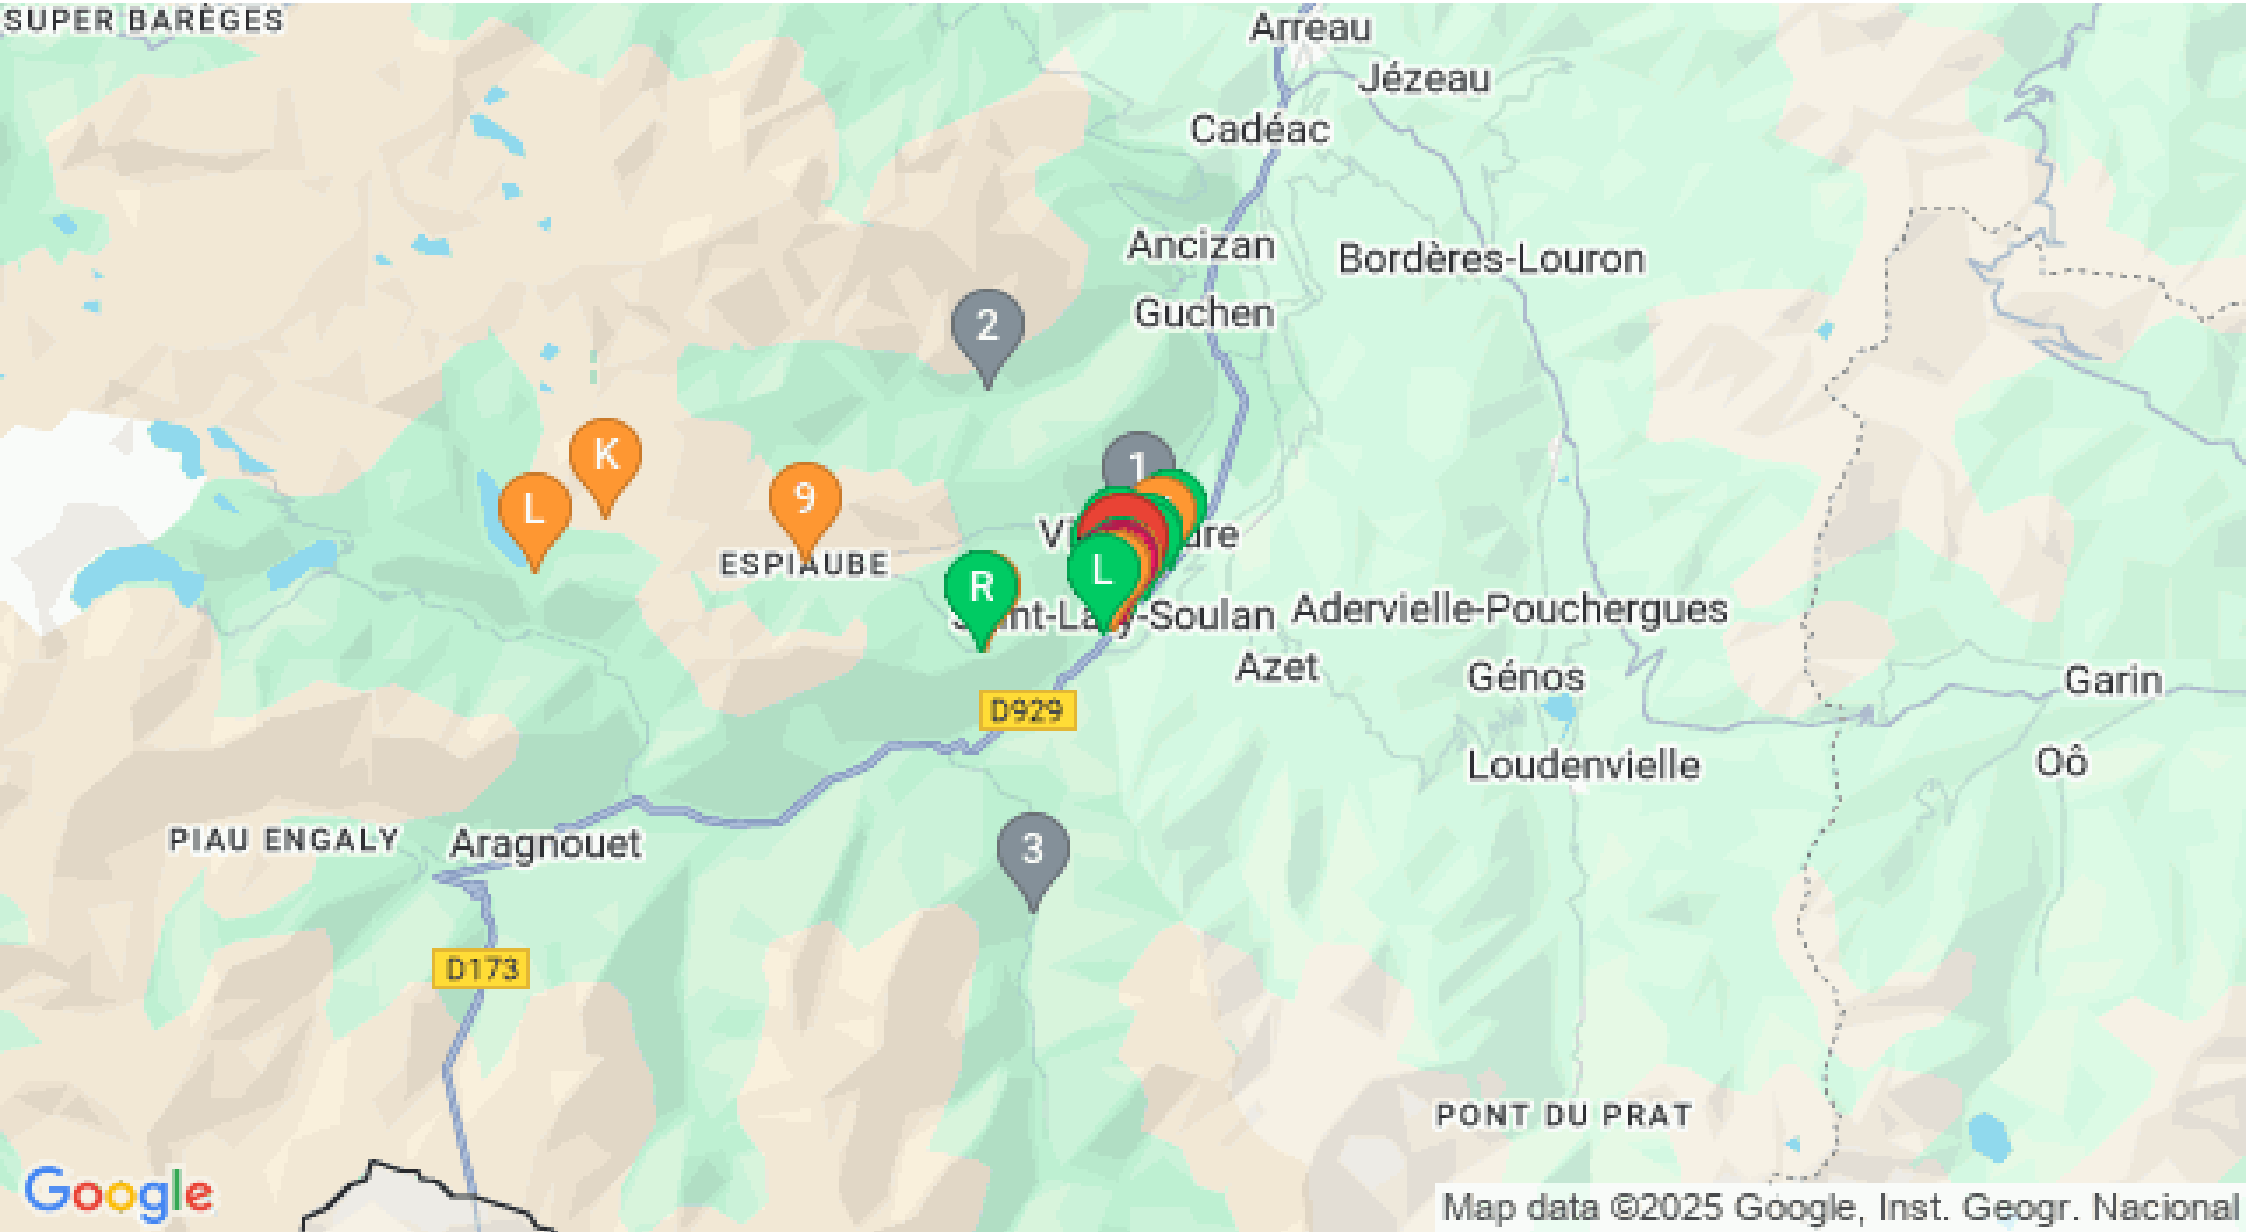 SUPER BARÈGES
Arreau
Jézeau
Cadéac
Ancizan
Bordères-Louron
Guchen
2
K
1
9
L
ESPIAUBE
L
R
Aderviella-Pouchergues
Azet
Génos
Garin
D929
Loudenvielle
Oô
PIAU ENGALY
Aragnouet
3
D173
PONT DU PRAT
Google
Map data ©2025 Google, Inst. Geogr. Nacional